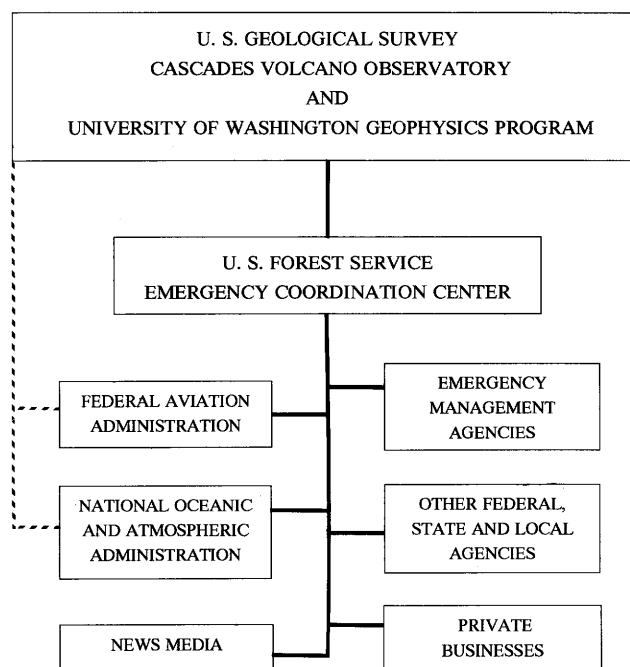 U. S. GEOLOGICAL SURVEY
CASCADES VOLCANO OBSERVATORY
AND
UNIVERSITY OF WASHINGTON GEOPHYSICS PROGRAM
U. S. FOREST SERVICE
EMERGENCY COORDINATION CENTER
FEDERAL AVIATION
ADMINISTRATION
EMERGENCY
MANAGEMENT
AGENCIES
NATIONAL OCEANIC
AND ATMOSPHERIC
ADMINISTRATION
OTHER FEDERAL,
STATE AND LOCAL
AGENCIES
NEWS MEDIA
PRIVATE
BUSINESSES